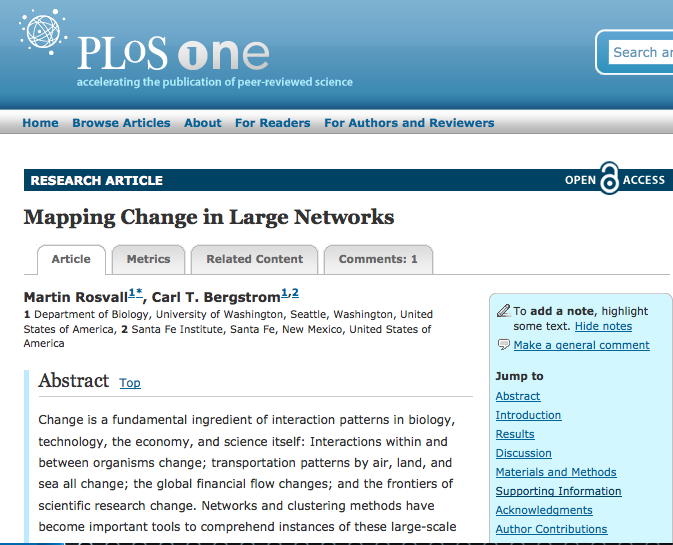 PLoS one
accelerating the publication of peer-reviewed science
Search ar
Home Browse Articles About For Readers For Authors and Reviewers
RESEARCH ARTICLE
OPEN ACCESS
Mapping Change in Large Networks
Article Metrics Related Content Comments: 1
Martin Rosvall1*, Carl T. Bergstrom1,2
1 Department of Biology, University of Washington, Seattle, Washington, United
States of America, 2 Santa Fe Institute, Santa Fe, New Mexico, United States of
America
Abstract Top
Change is a fundamental ingredient of interaction patterns in biology,
technology, the economy, and science itself: Interactions within and
between organisms change; transportation patterns by air, land, and
sea all change; the global financial flow changes; and the frontiers of
scientific research change. Networks and clustering methods have
become important tools to comprehend instances of these large-scale
To add a note, highlight
some text. Hide notes
Make a general comment
Jump to
Abstract
Introduction
Results
Discussion
Materials and Methods
Supporting Information
Acknowledgments
Author Contributions